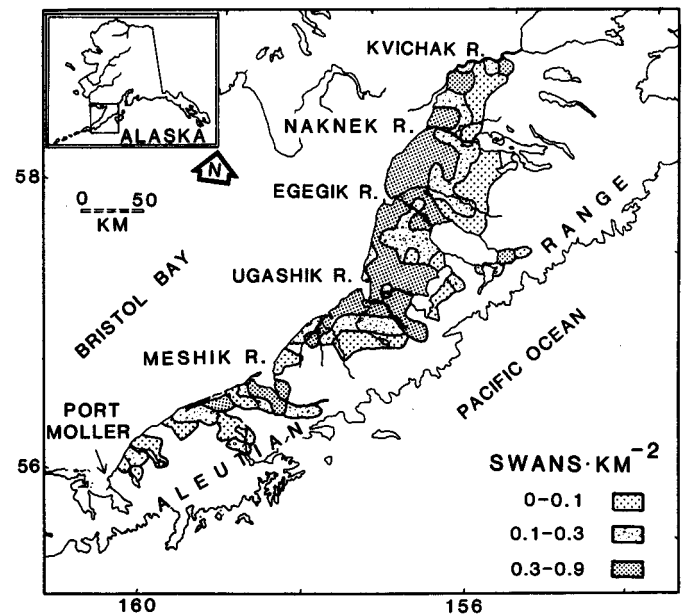 KVICHAK R.
NAKNEK R.
EGEGIK R.
UGASHIK R.
MESHIK R.
PORT
MOLLER
BRISTOL BAY
ALEUTIAN RANGE
PACIFIC OCEAN
ALASKA
N
0 50
KM
58
56
160
156
SWANS·KM⁻²
0-0.1
0.1-0.3
0.3-0.9